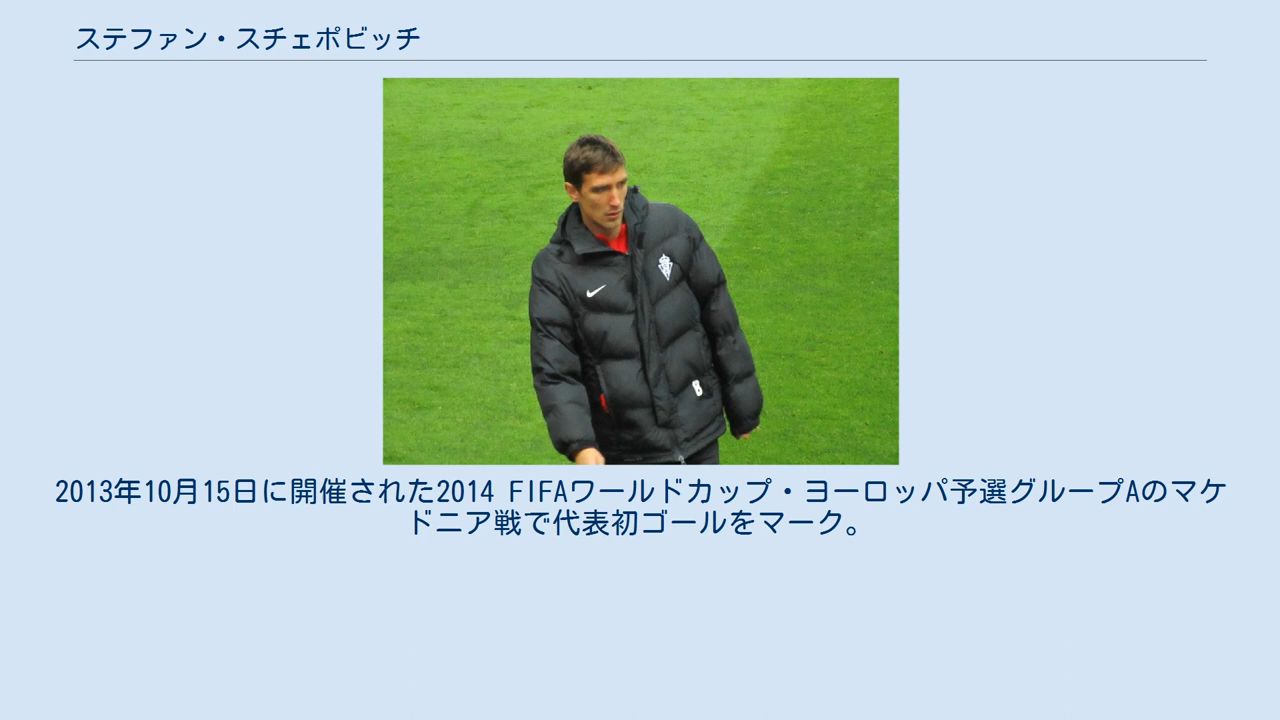 ステファン・スチェポビッチ
2013年10月15日に開催された2014 FIFAワールドカップ・ヨーロッパ予選グループAのマケ
ドニア戦で代表初ゴールをマーク。
8